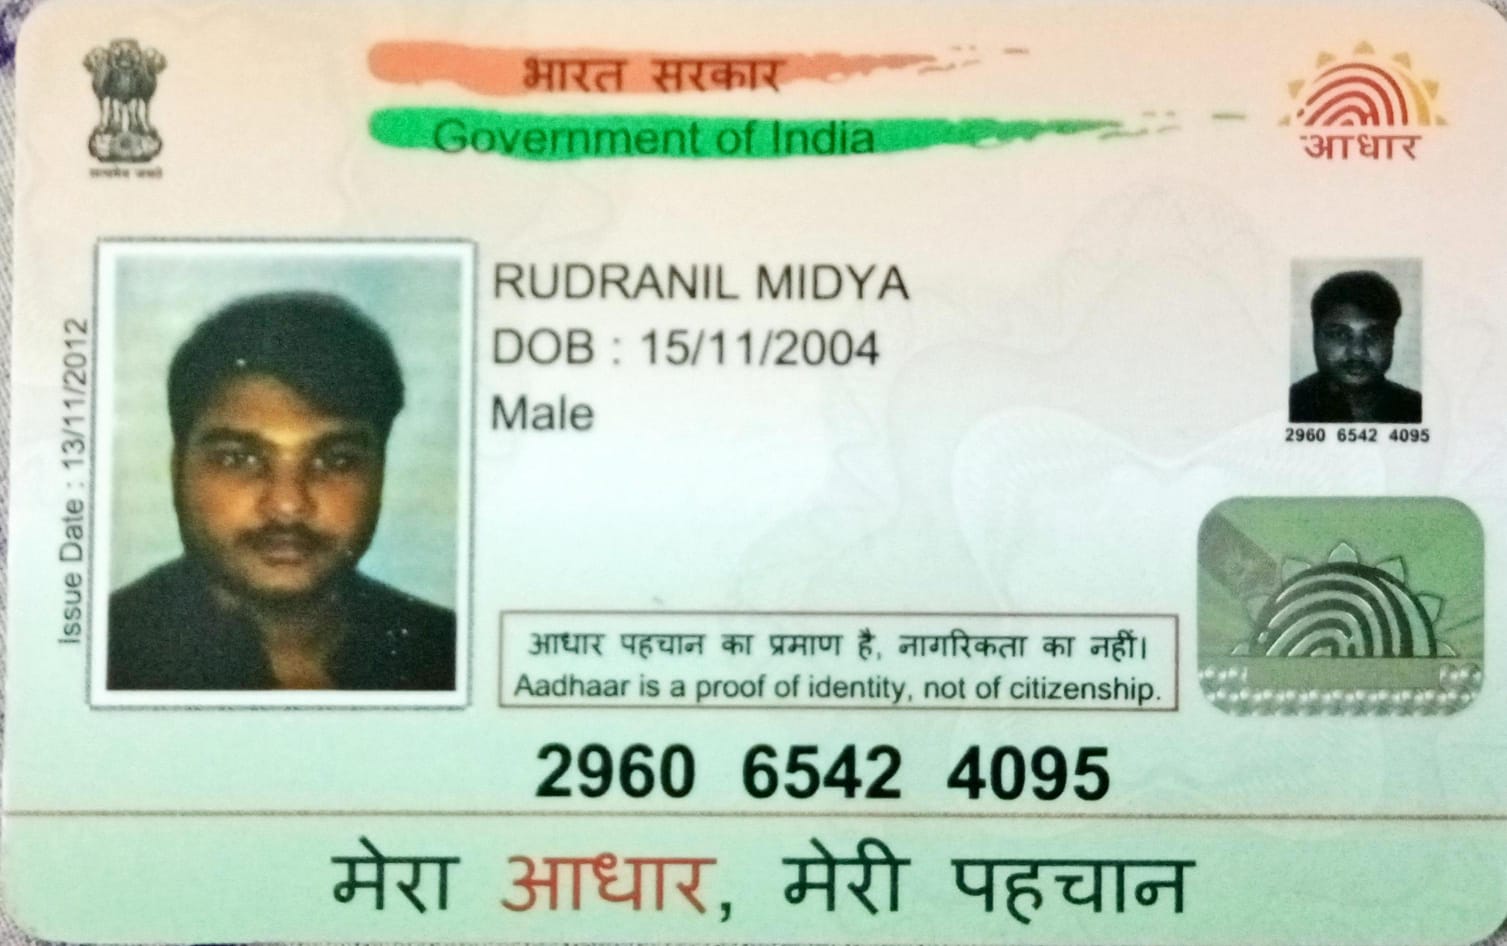 भारत सरकार
Government of India
आधार
सत्यमेव जयते
Issue Date : 13/11/2012
RUDRANIL MIDYA
DOB : 15/11/2004
Male
2960 6542 4095
आधार पहचान का प्रमाण है, नागरिकता का नहीं।
Aadhaar is a proof of identity, not of citizenship.
2960 6542 4095
मेरा आधार, मेरी पहचान